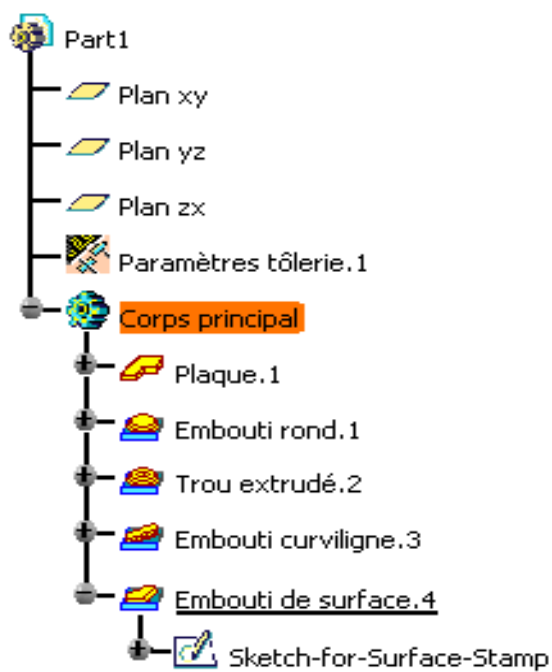 Part1
Plan xy
Plan yz
Plan zx
Paramètres tôlerie.1
Corps principal
Plaque.1
Embouti rond.1
Trou extrudé.2
Embouti curviligne.3
Embouti de surface.4
Sketch-for-Surface-Stamp